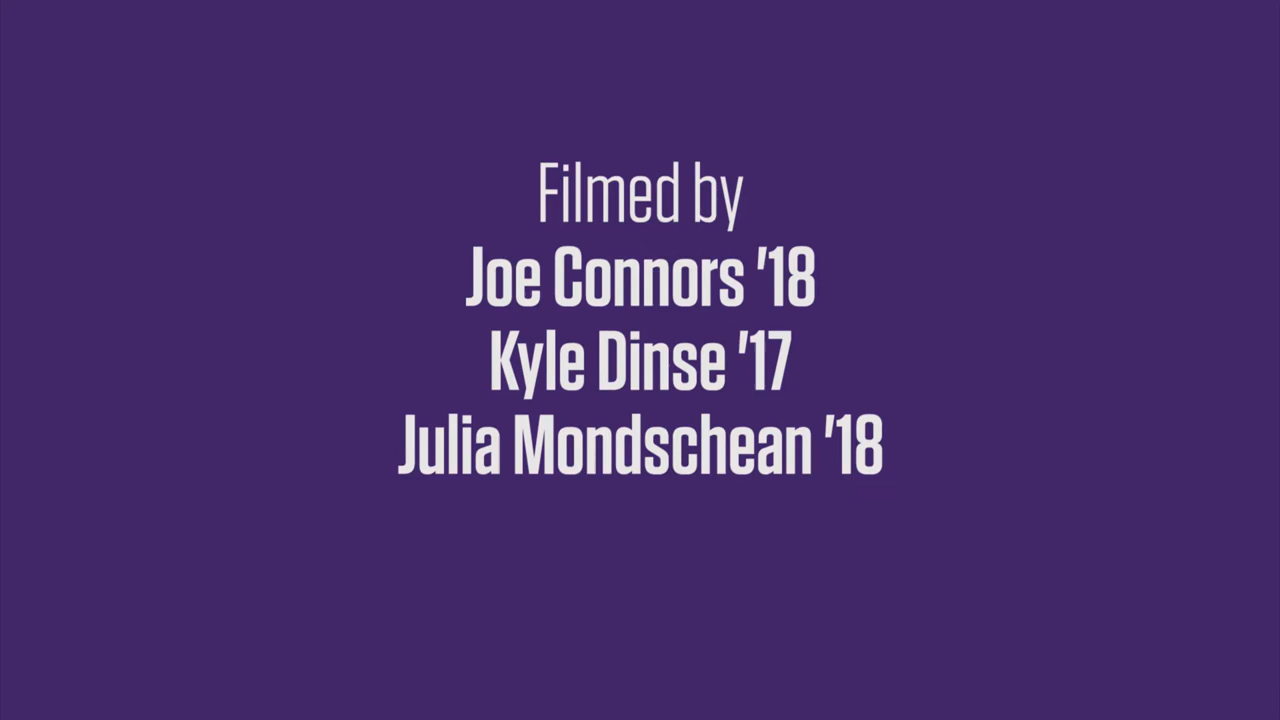 Filmed by
Joe Connors '18
Kyle Dinse '17
Julia Mondschean '18